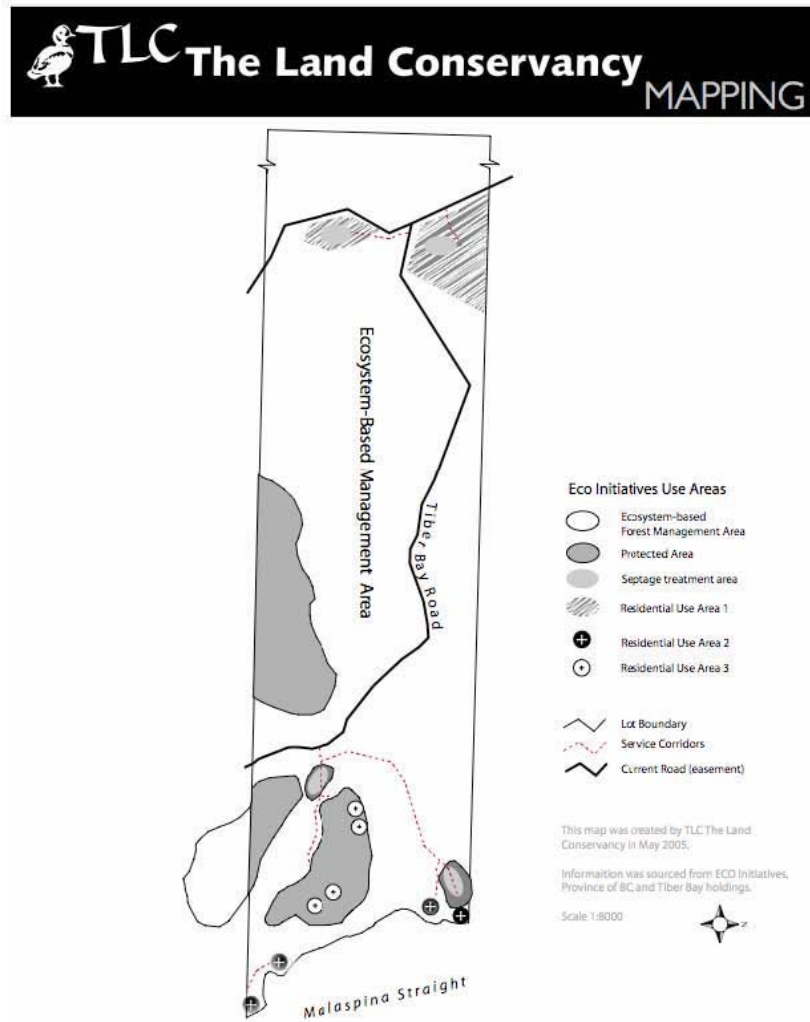 TLC The Land Conservancy
MAPPING
Ecosystem-Based Management Area
Tiber Bay Road
Malaspina Straight
Eco Initiatives Use Areas
Ecosystem-based
Forest Management Area
Protected Area
Septage treatment area
Residential Use Area 1
Residential Use Area 2
Residential Use Area 3
Lot Boundary
Service Corridors
Current Road (easement)
This map was created by TLC The Land
Conservancy in May 2005.
Informaition was sourced from ECO Initiatives,
Province of BC, and Tiber Bay holdings.
Scale 1:8000
N